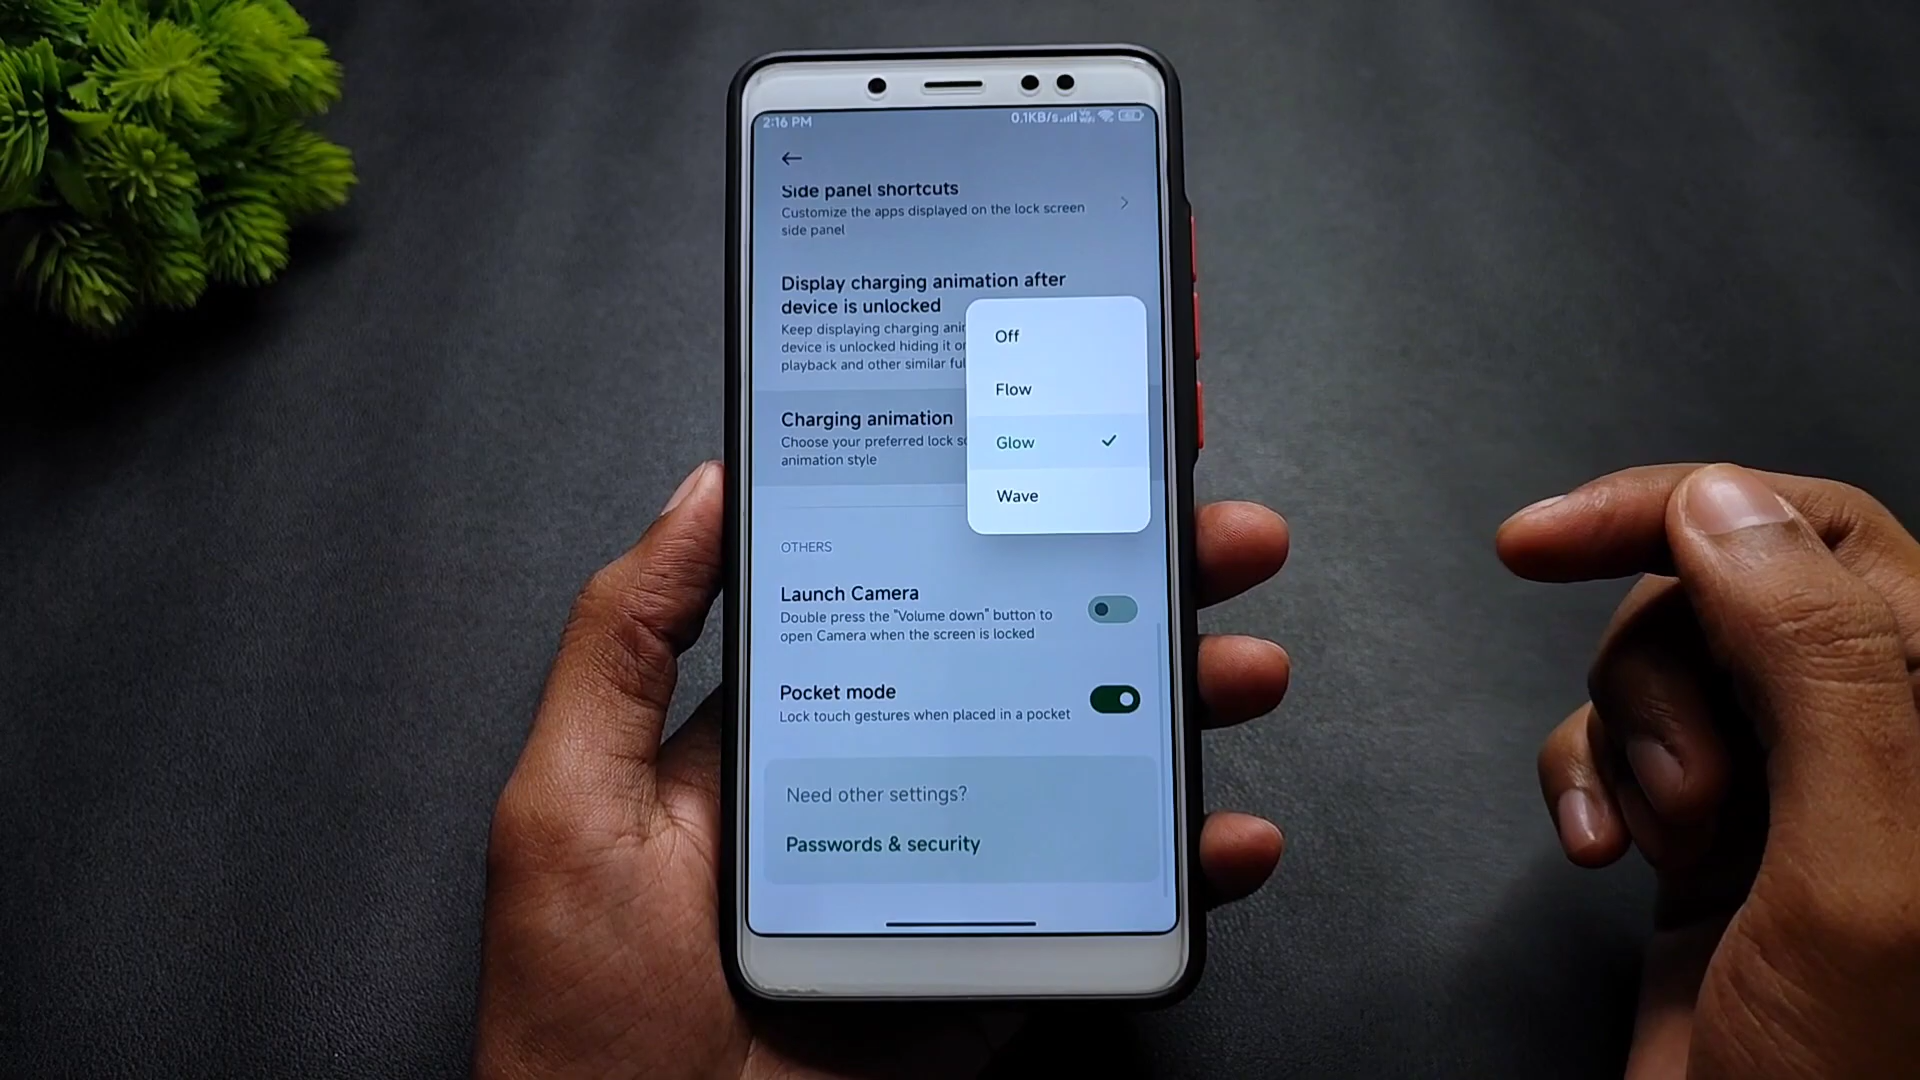 2:16 PM
0.1KB/s
Side panel shortcuts
Customize the apps displayed on the lock screen
side panel
Display charging animation after
device is unlocked
Keep displaying charging
device is unlocked hiding it
playback and other similar
Charging animation
Choose your preferred lock
animation style
Off
Flow
Glow
Wave
OTHERS
Launch Camera
Double press the "Volume down" button to
open Camera when the screen is locked
Pocket mode
Lock touch gestures when placed in a pocket
Need other settings?
Passwords & security